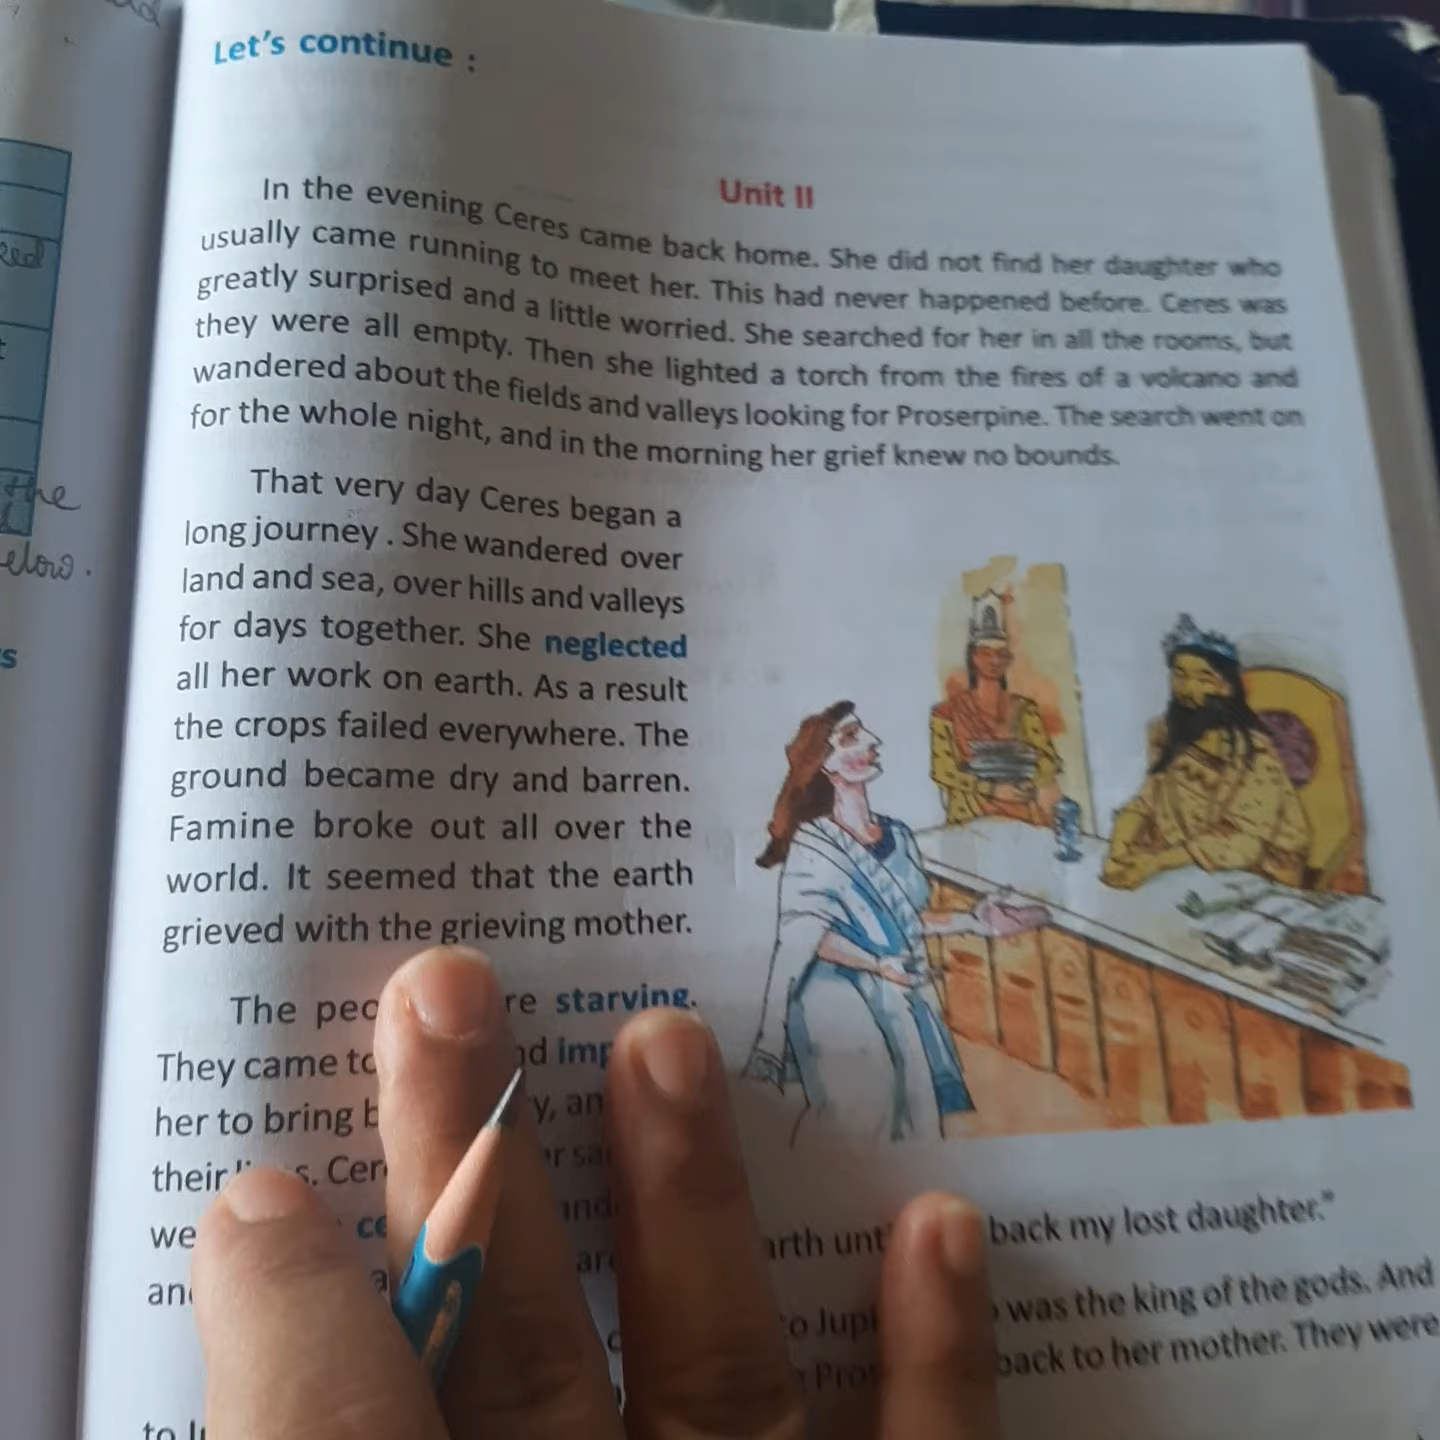 Let's continue :
Unit II
In the evening Ceres came back home. She did not find her daughter who
usually came running to meet her. This had never happened before. Ceres was
greatly surprised and a little worried. She searched for her in all the rooms, but
they were all empty. Then she lighted a torch from the fires of a volcano and
wandered about the fields and valleys looking for Proserpine. The search went on
for the whole night, and in the morning her grief knew no bounds.
That very day Ceres began a
long journey . She wandered over
land and sea, over hills and valleys
for days together. She neglected
all her work on earth. As a result
the crops failed everywhere. The
ground became dry and barren.
Famine broke out all over the
world. It seemed that the earth
grieved with the grieving mother.
The starving.
They came
her to bring
their
back my lost daughter."
was the king of the gods. And
back to her mother. They were
to
the